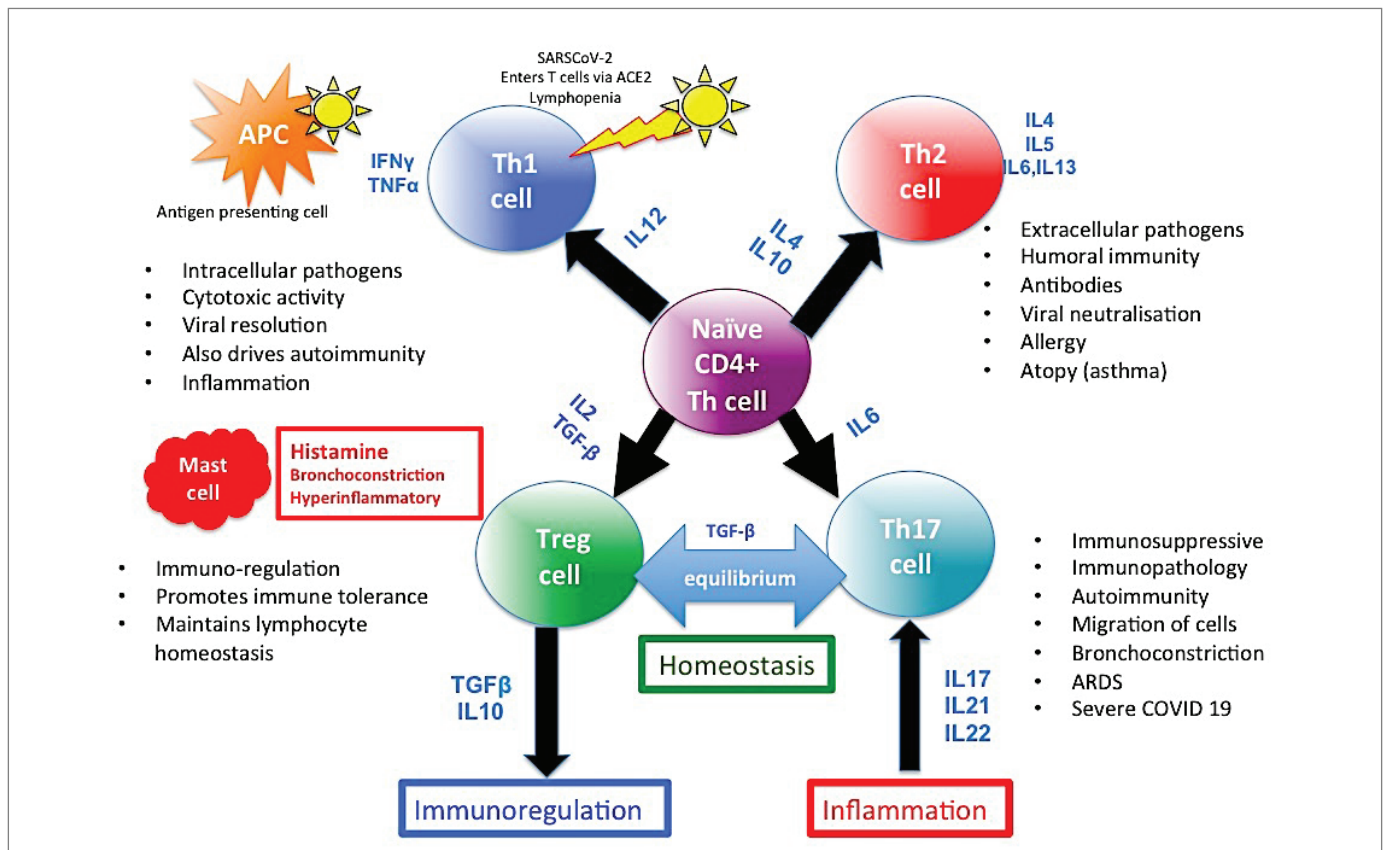 SARSCoV-2
Enters T cells via ACE2
Lymphopenia
APC
Antigen presenting cell
IFNγ
TNFα
Th1
cell
Th2
cell
IL4
IL5
IL6,IL13
IL12
IL4
IL10
• Intracellular pathogens
• Cytotoxic activity
• Viral resolution
• Also drives autoimmunity
• Inflammation
• Extracellular pathogens
• Humoral immunity
• Antibodies
• Viral neutralisation
• Allergy
• Atopy (asthma)
Naïve
CD4+
Th cell
IL2
TGF-β
IL6
Mast
cell
Histamine
Bronchoconstriction
Hyperinflammatory
Treg
cell
TGF-β
equilibrium
Th17
cell
• Immuno-regulation
• Promotes immune tolerance
• Maintains lymphocyte
homeostasis
• Immunosuppressive
• Immunopathology
• Autoimmunity
• Migration of cells
• Bronchoconstriction
• ARDS
• Severe COVID 19
Homeostasis
TGFβ
IL10
IL17
IL21
IL22
Immunoregulation
Inflammation